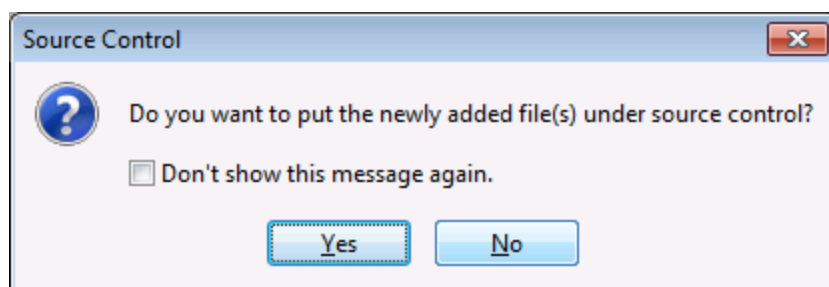 Source Control
Do you want to put the newly added file(s) under source control?
Don't show this message again.
Yes
No